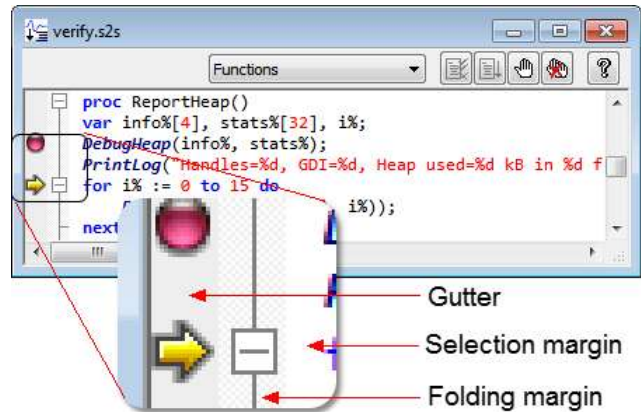 verify.s2s
Functions
proc ReportHeap()
var info%[4], stats%[32], i%;
DebugHeap(info%, stats%);
PrintLog("Handles=%d, GDI=%d, Heap used=%d kB in %d f
for i% := 0 to 15 do
i%));
next
Gutter
Selection margin
Folding margin